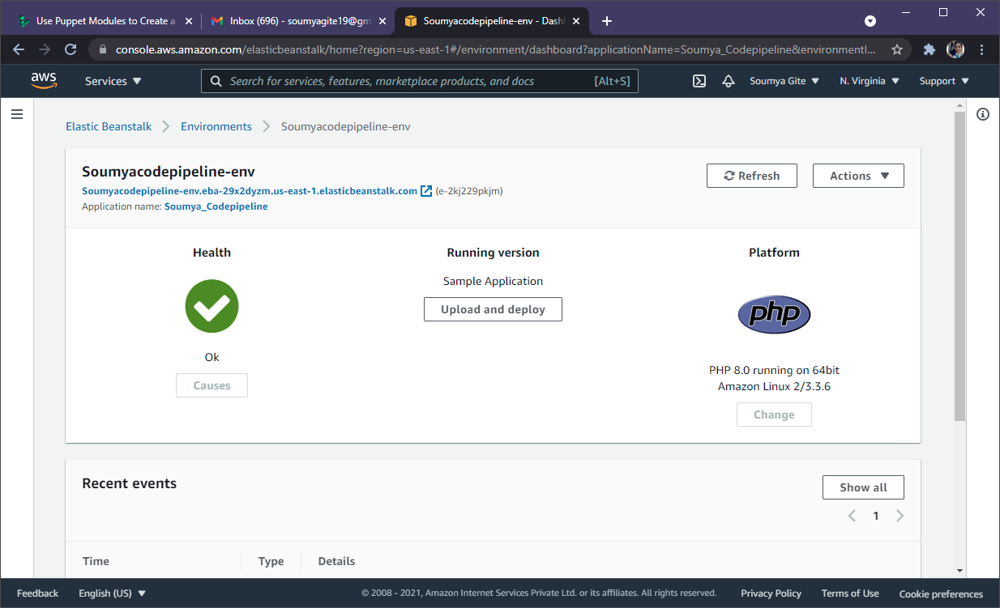 Use Puppet Modules to Create a
Inbox (696) - soumyagite19@gm
Soumyacodepipeline-env - Dash
console.aws.amazon.com/elasticbeanstalk/home?region=us-east-1#/environment/dashboard?applicationName=Soumya_Codepipeline&environmentI...
aws
Services
Search for services, features, marketplace products, and docs
[Alt+S]
Soumya Gite
N. Virginia
Support
Elastic Beanstalk
Environments
Soumyacodepipeline-env
Soumyacodepipeline-env
Refresh
Actions
Soumyacodepipeline-env.eba-29x2dyzm.us-east-1.elasticbeanstalk.com (e-2kj229pkjm)
Application name: Soumya_Codepipeline
Health
Ok
Causes
Running version
Sample Application
Upload and deploy
Platform
php
PHP 8.0 running on 64bit
Amazon Linux 2/3.3.6
Change
Recent events
Show all
1
Time
Type
Details
Feedback
English (US)
© 2008 - 2021, Amazon Internet Services Private Ltd. or its affiliates. All rights reserved.
Privacy Policy
Terms of Use
Cookie preferences